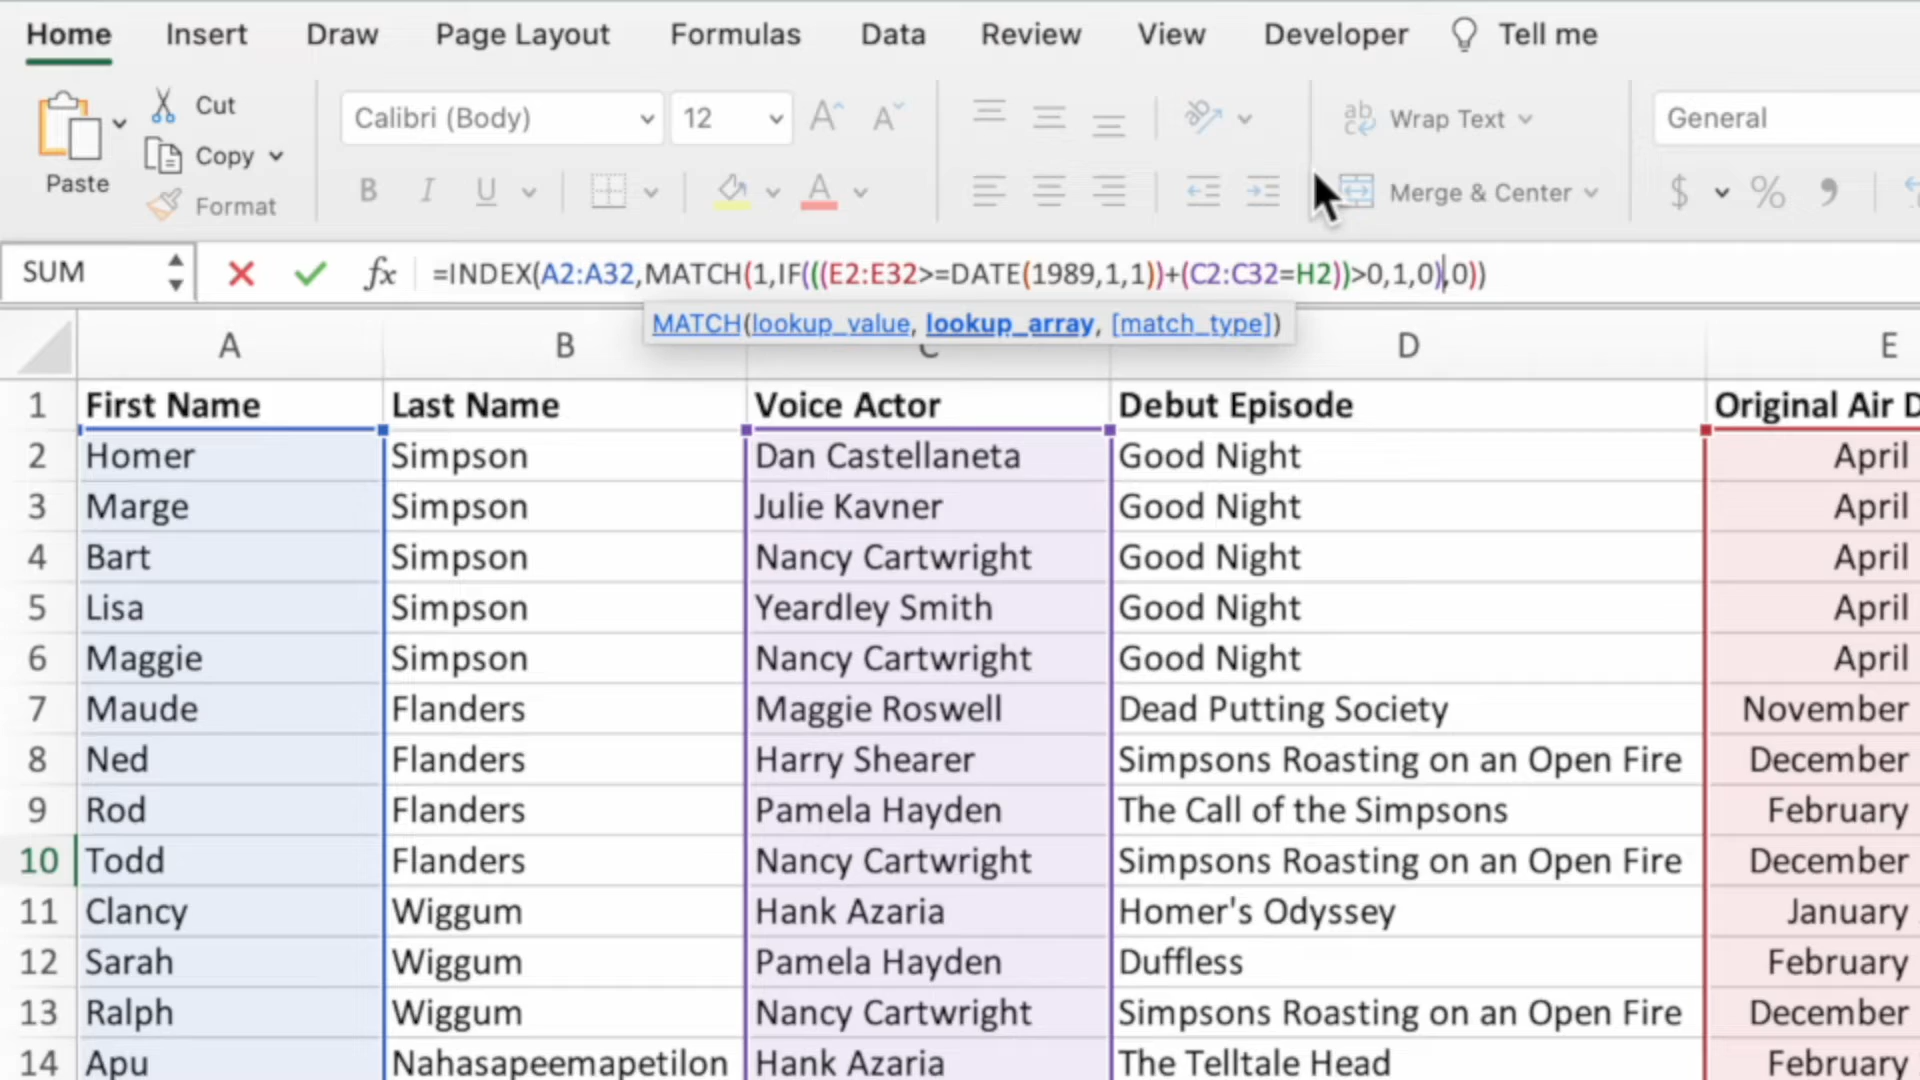 Home Insert Draw Page Layout Formulas Data Review View Developer Tell me
Cut
Copy
Format
Paste
Calibri (Body) 12 A A
B I U A
ab
c Wrap Text
Merge & Center
General
$ % ,
SUM fx =INDEX(A2:A32,MATCH(1,IF(((E2:E32>=DATE(1989,1,1))+(C2:C32=H2))>0,1,0),0))
MATCH(lookup_value, lookup_array, [match_type])
A B C D E
1 First Name Last Name Voice Actor Debut Episode Original Air D
2 Homer Simpson Dan Castellaneta Good Night April
3 Marge Simpson Julie Kavner Good Night April
4 Bart Simpson Nancy Cartwright Good Night April
5 Lisa Simpson Yeardley Smith Good Night April
6 Maggie Simpson Nancy Cartwright Good Night April
7 Maude Flanders Maggie Roswell Dead Putting Society November
8 Ned Flanders Harry Shearer Simpsons Roasting on an Open Fire December
9 Rod Flanders Pamela Hayden The Call of the Simpsons February
10 Todd Flanders Nancy Cartwright Simpsons Roasting on an Open Fire December
11 Clancy Wiggum Hank Azaria Homer's Odyssey January
12 Sarah Wiggum Pamela Hayden Duffless February
13 Ralph Wiggum Nancy Cartwright Simpsons Roasting on an Open Fire December
14 Apu Nahasapeemapetilon Hank Azaria The Telltale Head February